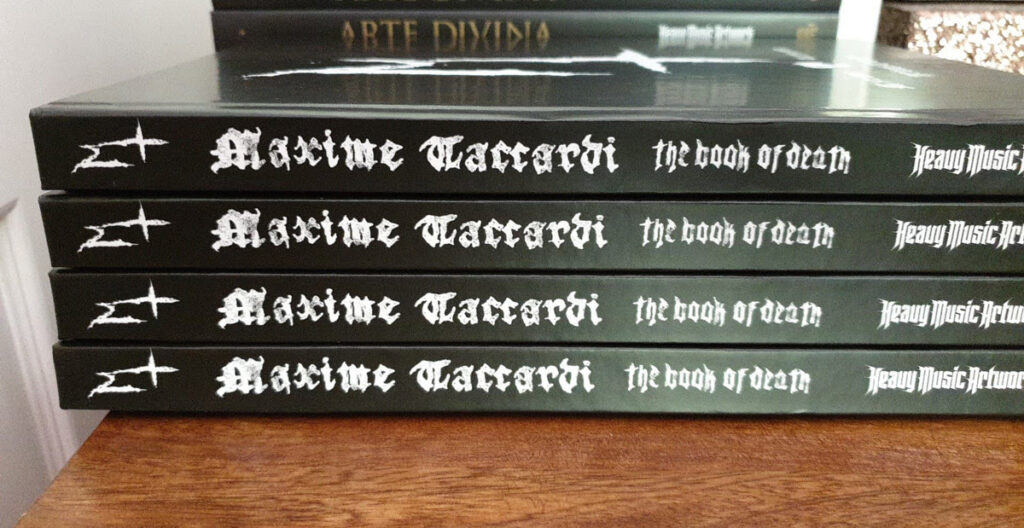 ARTE DIVINA Heavy Music Artwork
Maxime Taccardi the book of death Heavy Music
Maxime Taccardi the book of death Heavy Music Art
Maxime Taccardi the book of death Heavy Music Artwo
Maxime Taccardi the book of death Heavy Music Artwor